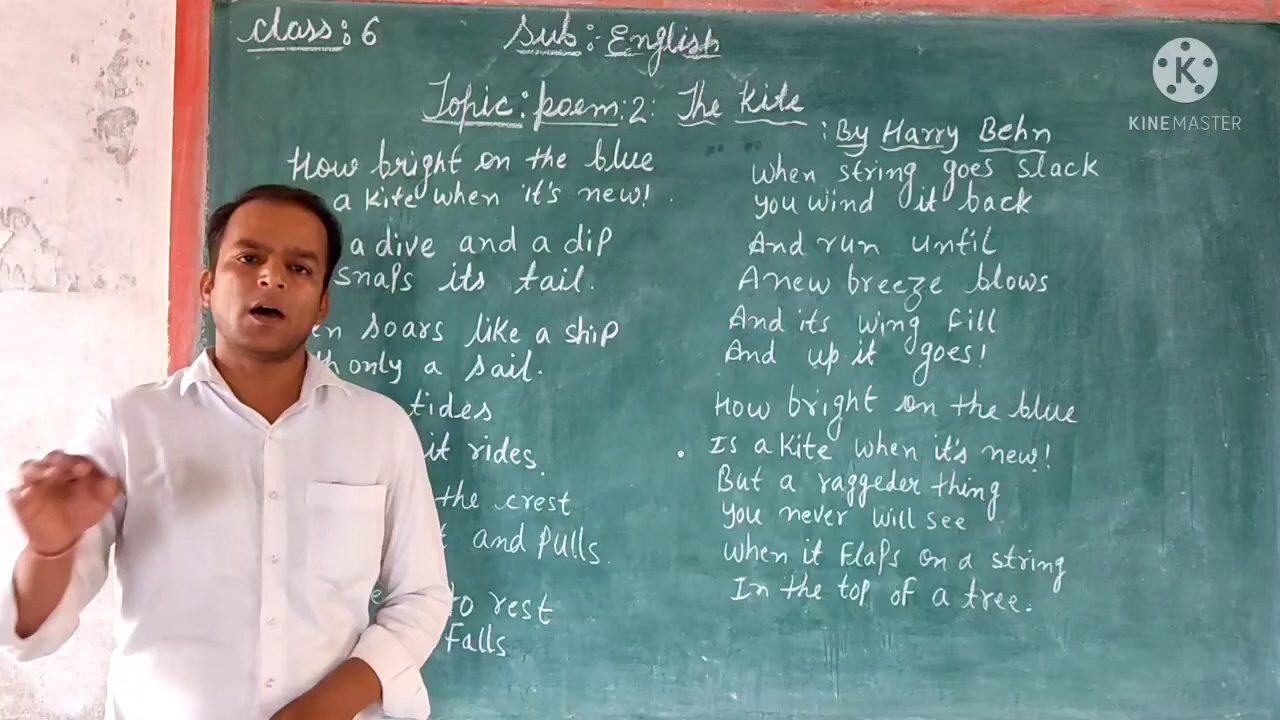 Class: 6
Sub: English
Topic: poem: 2: The Kite
: By Harry Behn
How bright on the blue
a kite when it's new!
a dive and a dip
snaps its tail.
soars like a ship
only a sail.
tides
it rides.
the crest
and pulls.
to rest
falls
When string goes slack
you wind it back
And run until
A new breeze blows
And its wing fill
And up it goes!
How bright on the blue
Is a kite when it's new!
But a raggeder thing
you never will see
when it flaps on a string
In the top of a tree.
K
KINEMASTER